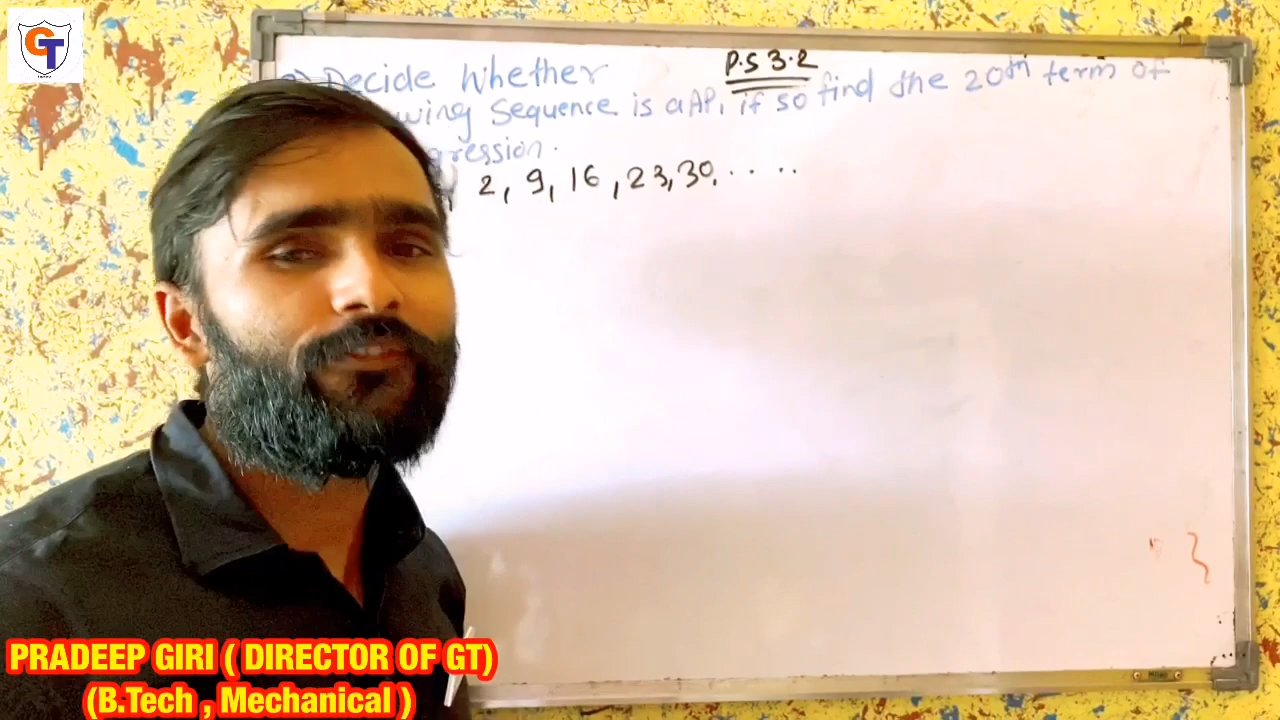 GT
P.S 3.2
Decide Whether
wing Sequence is a AP, if so find the 20th term of
gression.
2, 9, 16, 23, 30, . . . . .
PRADEEP GIRI ( DIRECTOR OF GT)
(B.Tech , Mechanical )